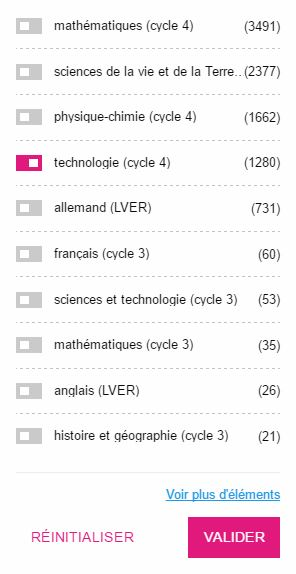 mathématiques (cycle 4) (3491)
sciences de la vie et de la Terre... (2377)
physique-chimie (cycle 4) (1662)
technologie (cycle 4) (1280)
allemand (LVER) (731)
français (cycle 3) (60)
sciences et technologie (cycle 3) (53)
mathématiques (cycle 3) (35)
anglais (LVER) (26)
histoire et géographie (cycle 3) (21)
Voir plus d'éléments
RÉINITIALISER VALIDER